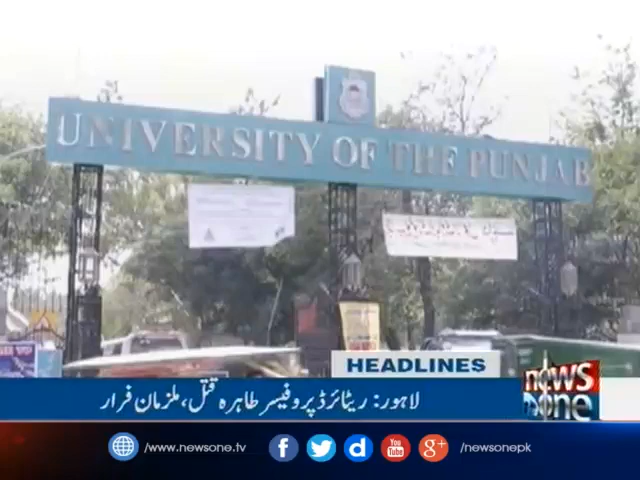 UNIVERSITY OF THE PUNJAB
HEADLINES
لاہور: ریٹائرڈ پروفیسر طاہرہ قتل، ملزمان فرار
news one
/www.newsone.tv
/newsonepk